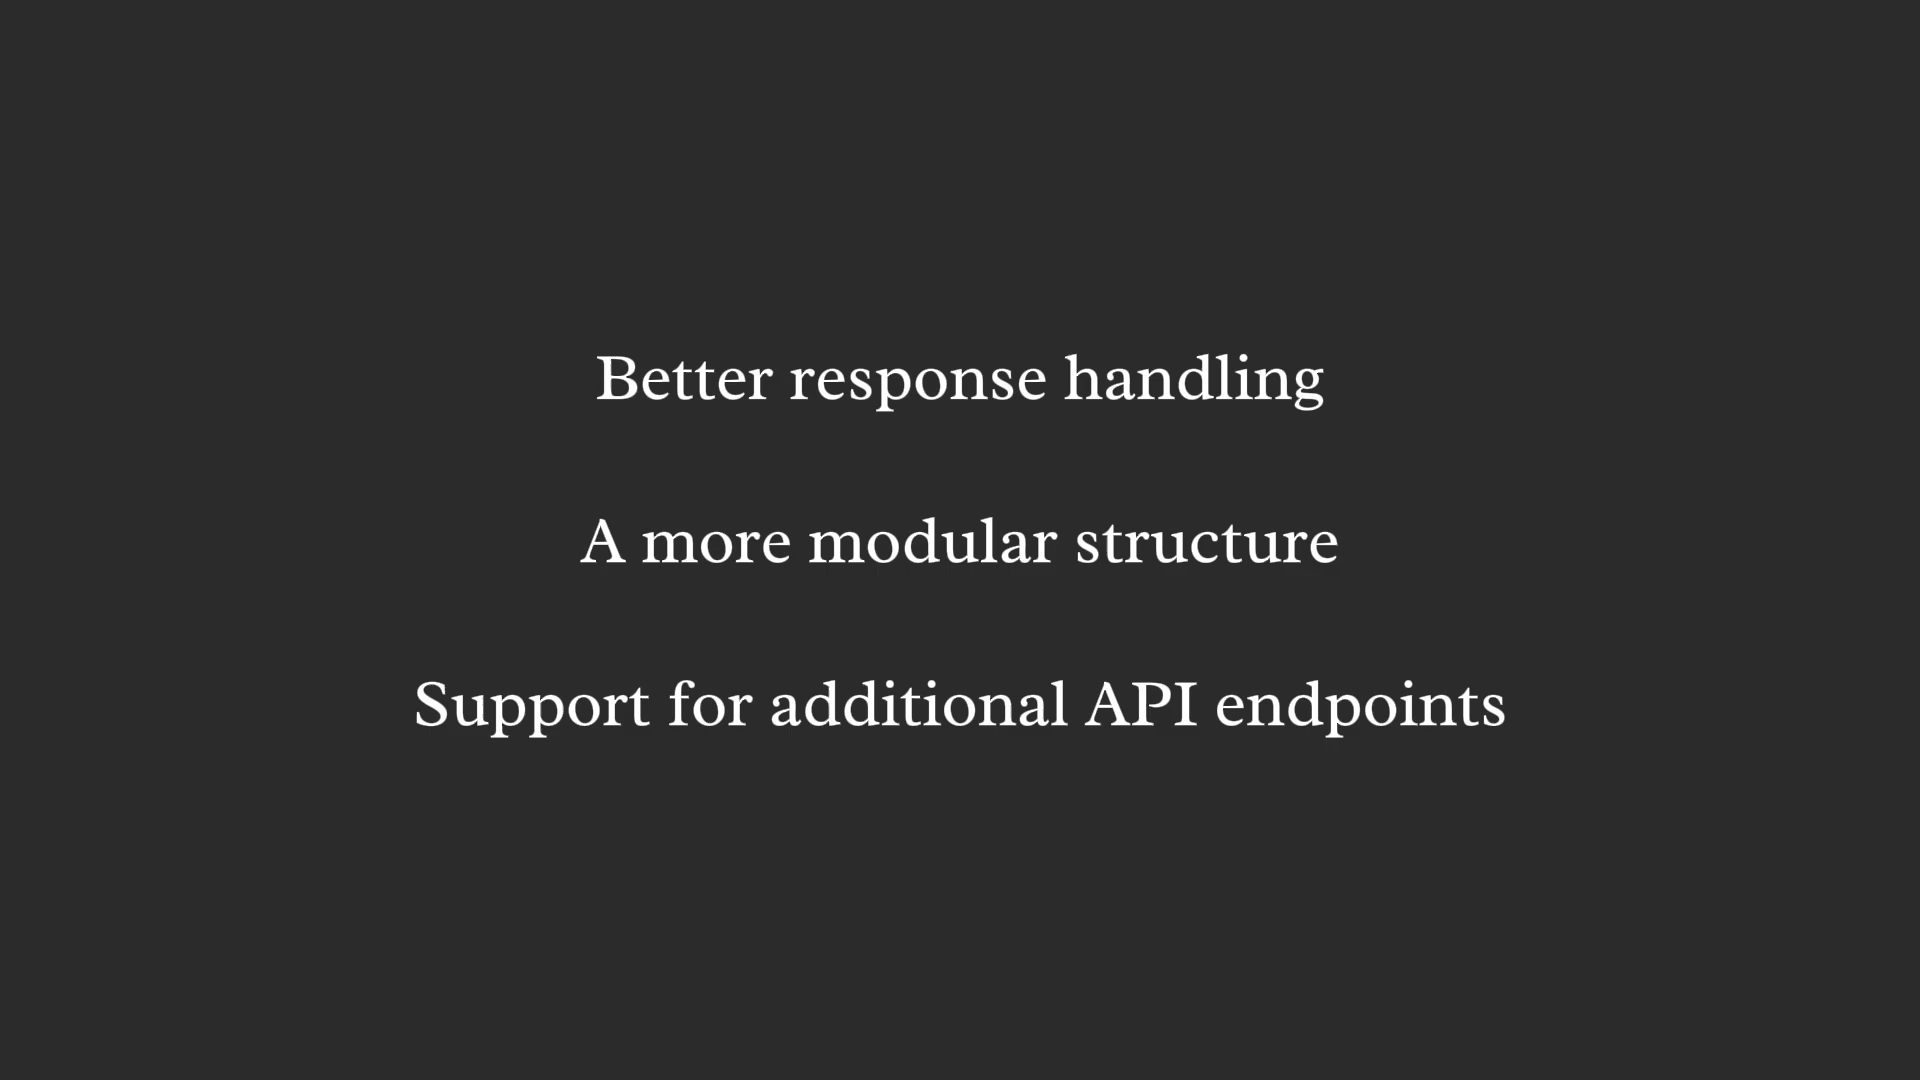 Better response handling
A more modular structure
Support for additional API endpoints